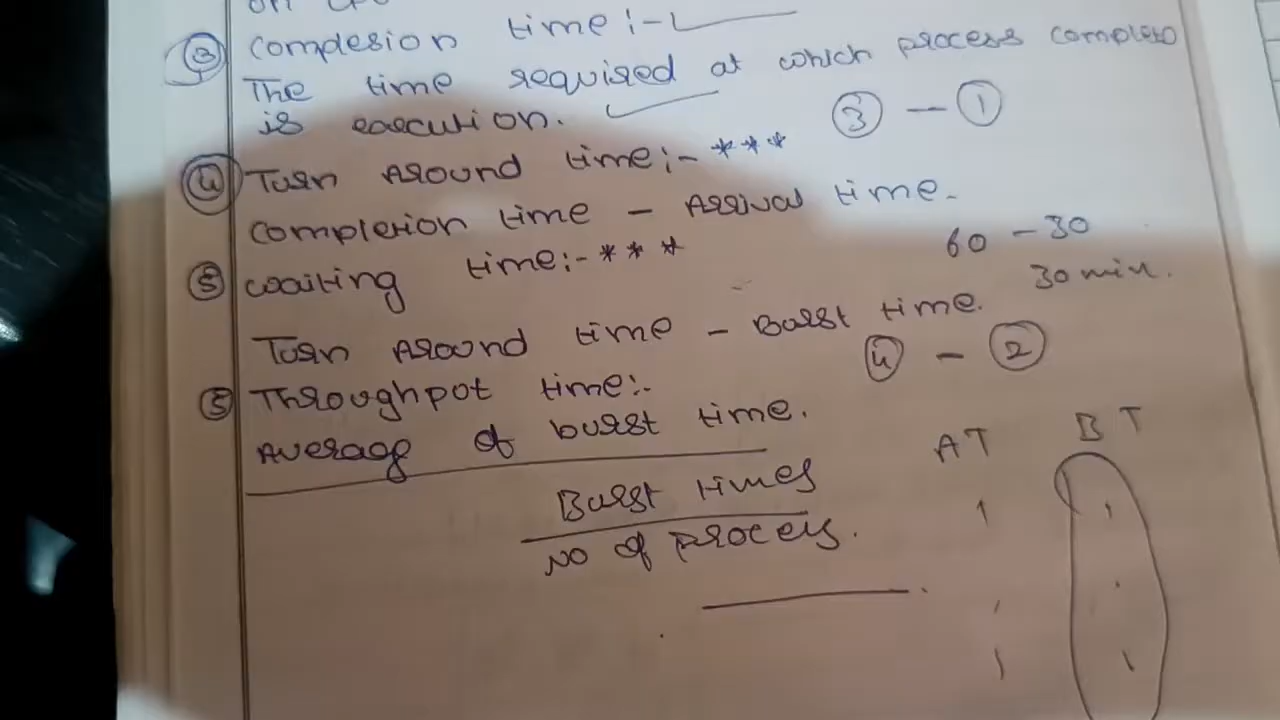 ③ Comdesion time:-
The time required at which process
is execution.
③ — ①
④ Turn Around time:- ***
Completion time — Arrival time.
60 — 30
30 min.
⑤ waiting time:- ***
Turn Around time — Burst time.
④ — ②
⑤ Throughpot time:-
Average of burst time.
Burst times
No of process.
AT BT